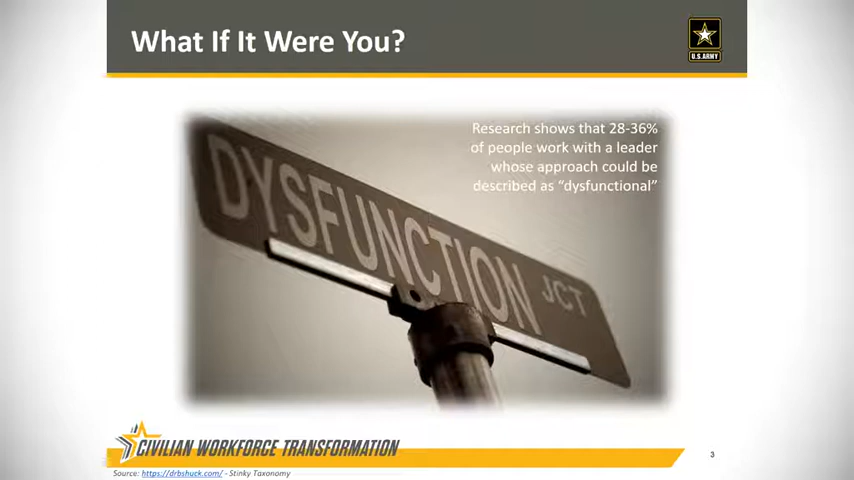 What If It Were You?
U.S.ARMY
Research shows that 28-36%
of people work with a leader
whose approach could be
described as “dysfunctional”
DYSFUNCTION JCT
CIVILIAN WORKFORCE TRANSFORMATION
3
Source: https://drbshuck.com/ - Stinky Taxonomy